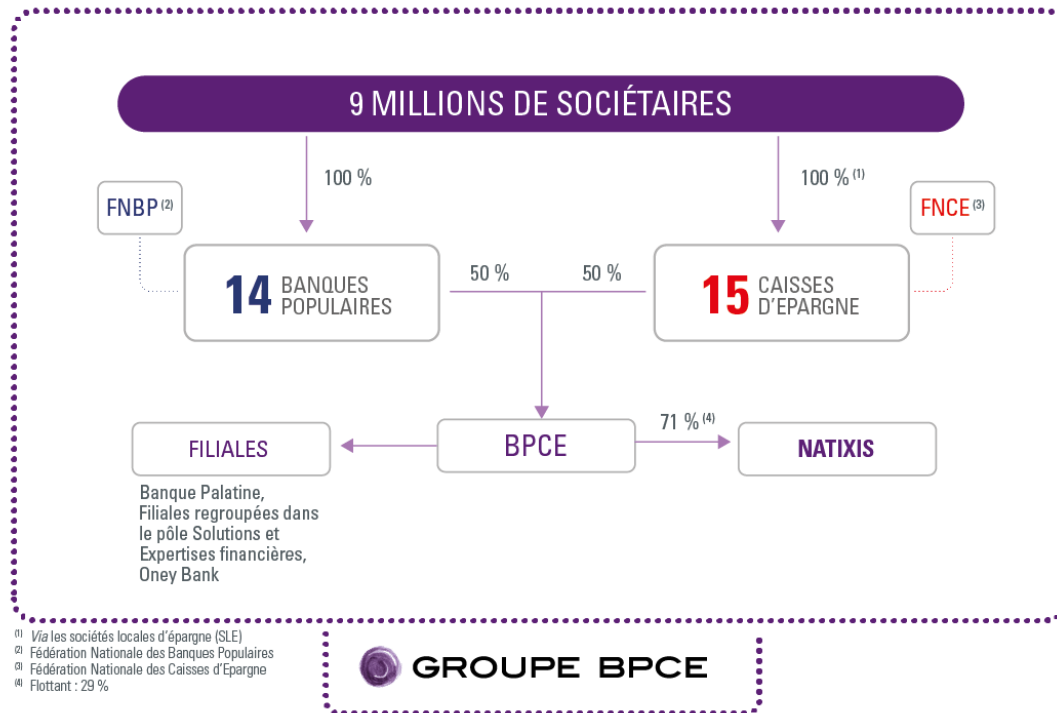 9 MILLIONS DE SOCIÉTAIRES
100 %
100 % (1)
FNBP (2)
FNCE (3)
14 BANQUES
POPULAIRES
50 %
50 %
15 CAISSES
D'EPARGNE
FILIALES
BPCE
71 % (4)
NATIXIS
Banque Palatine,
Filiales regroupées dans
le pôle Solutions et
Expertises financières,
Oney Bank
(1) Via les sociétés locales d'épargne (SLE)
(2) Fédération Nationale des Banques Populaires
(3) Fédération Nationale des Caisses d'Epargne
(4) Flottant : 29 %
GROUPE BPCE